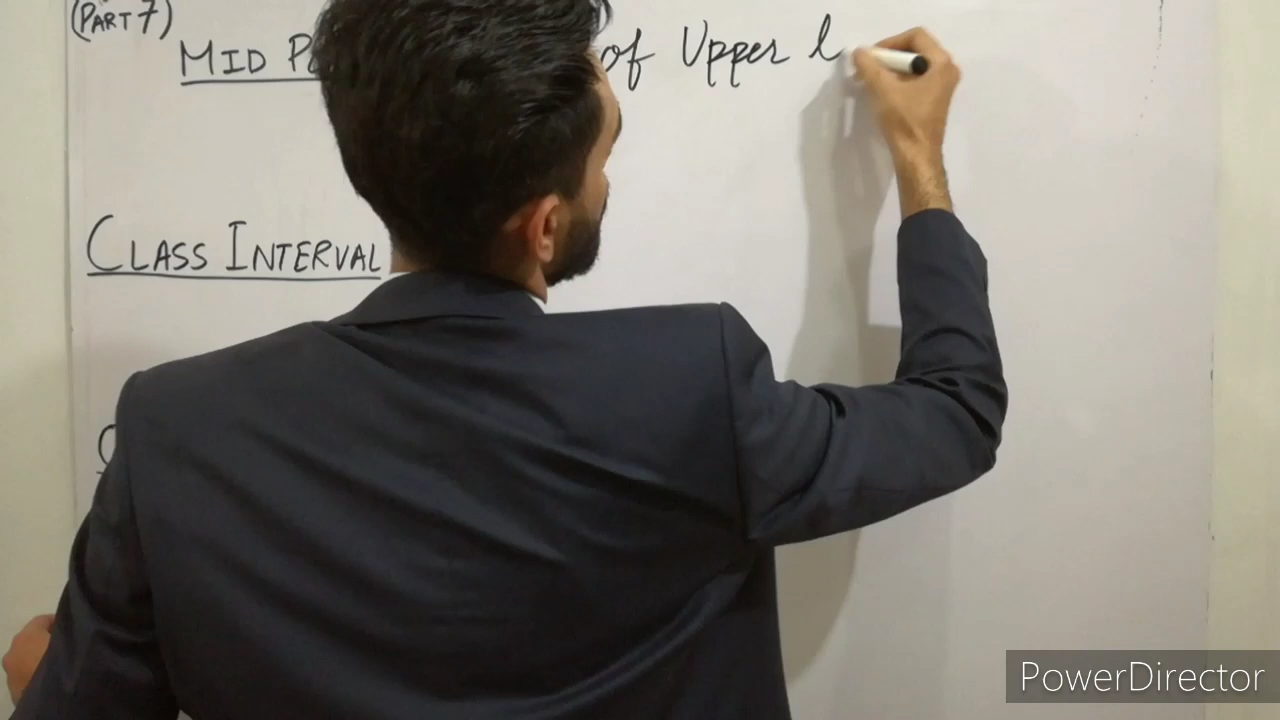 (PART 7)
MID of Upper
CLASS INTERVAL
PowerDirector